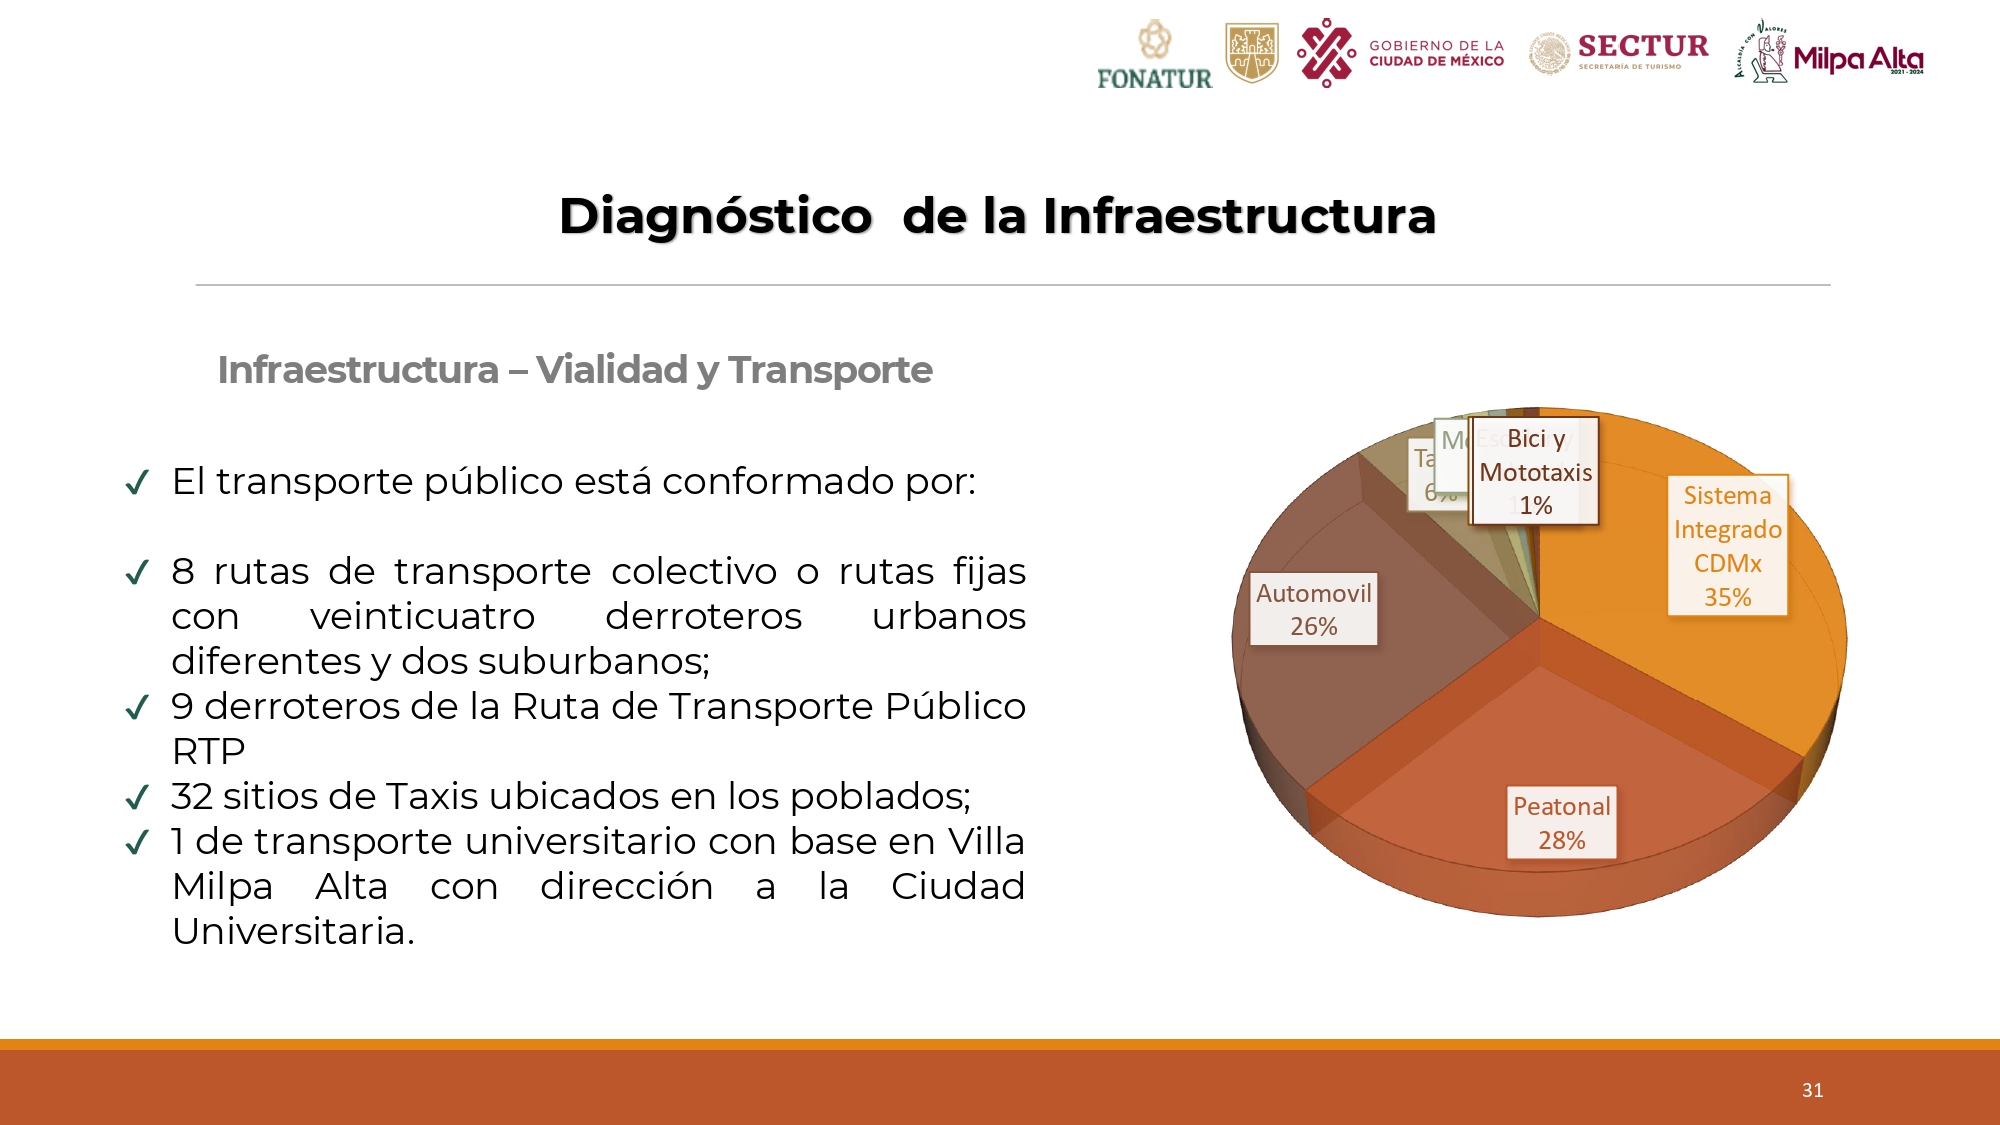 FONATUR
GOBIERNO DE LA
CIUDAD DE MÉXICO
SECTUR
SECRETARÍA DE TURISMO
ALCALDÍA CON VALORES
Milpa Alta
2021 - 2024
Diagnóstico  de la Infraestructura
Infraestructura – Vialidad y Transporte
✓ El transporte público está conformado por:
✓ 8 rutas de transporte colectivo o rutas fijas
con veinticuatro derroteros urbanos
diferentes y dos suburbanos;
✓ 9 derroteros de la Ruta de Transporte Público
RTP
✓ 32 sitios de Taxis ubicados en los poblados;
✓ 1 de transporte universitario con base en Villa
Milpa Alta con dirección a la Ciudad
Universitaria.
Bici y
Mototaxis
1%
6%
Sistema
Integrado
CDMx
35%
Automovil
26%
Peatonal
28%
31